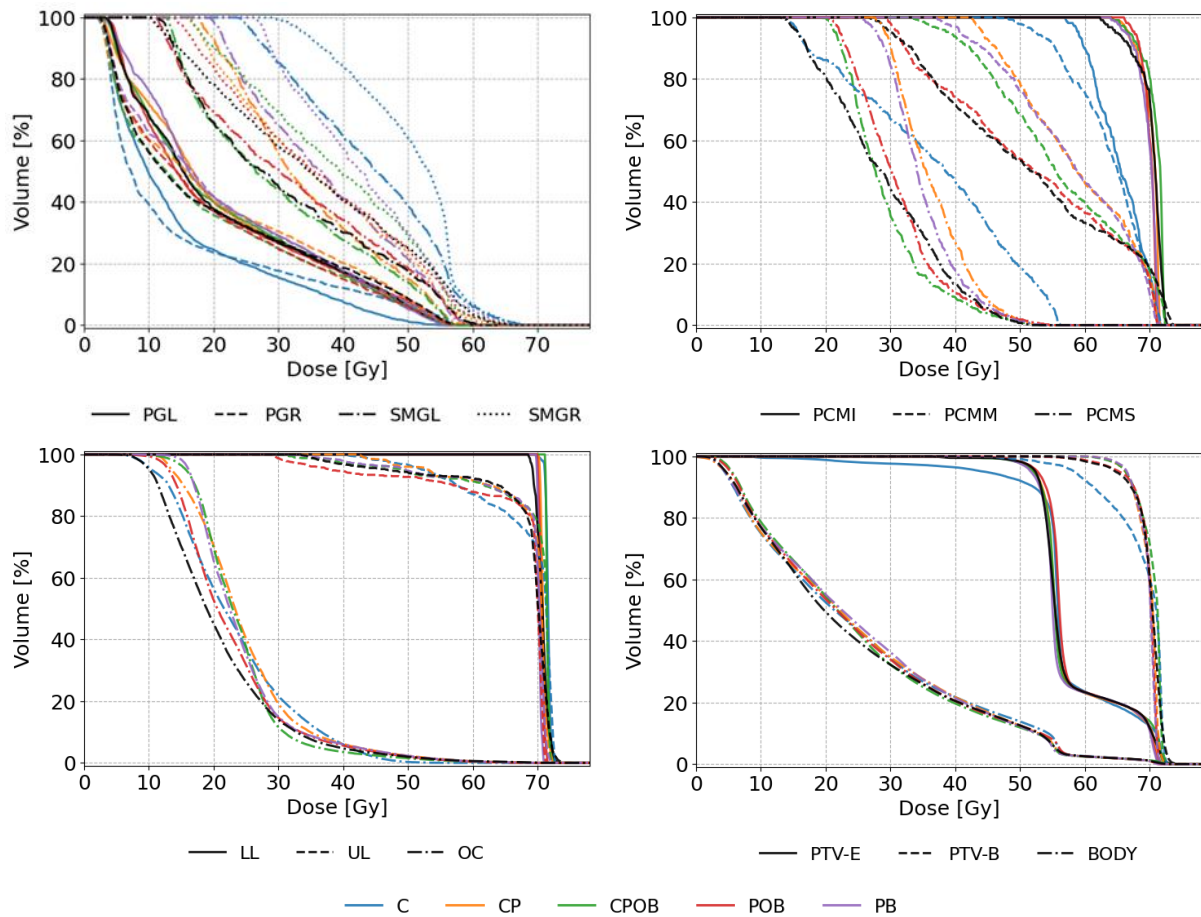 Volume [%]
100
80
60
40
20
0
0 10 20 30 40 50 60 70
Dose [Gy]
PGL PGR SMGL SMGR
Volume [%]
100
80
60
40
20
0
0 10 20 30 40 50 60 70
Dose [Gy]
PCMI PCMM PCMS
Volume [%]
100
80
60
40
20
0
0 10 20 30 40 50 60 70
Dose [Gy]
LL UL OC
Volume [%]
100
80
60
40
20
0
0 10 20 30 40 50 60 70
Dose [Gy]
PTV-E PTV-B BODY
C CP CPOB POB PB